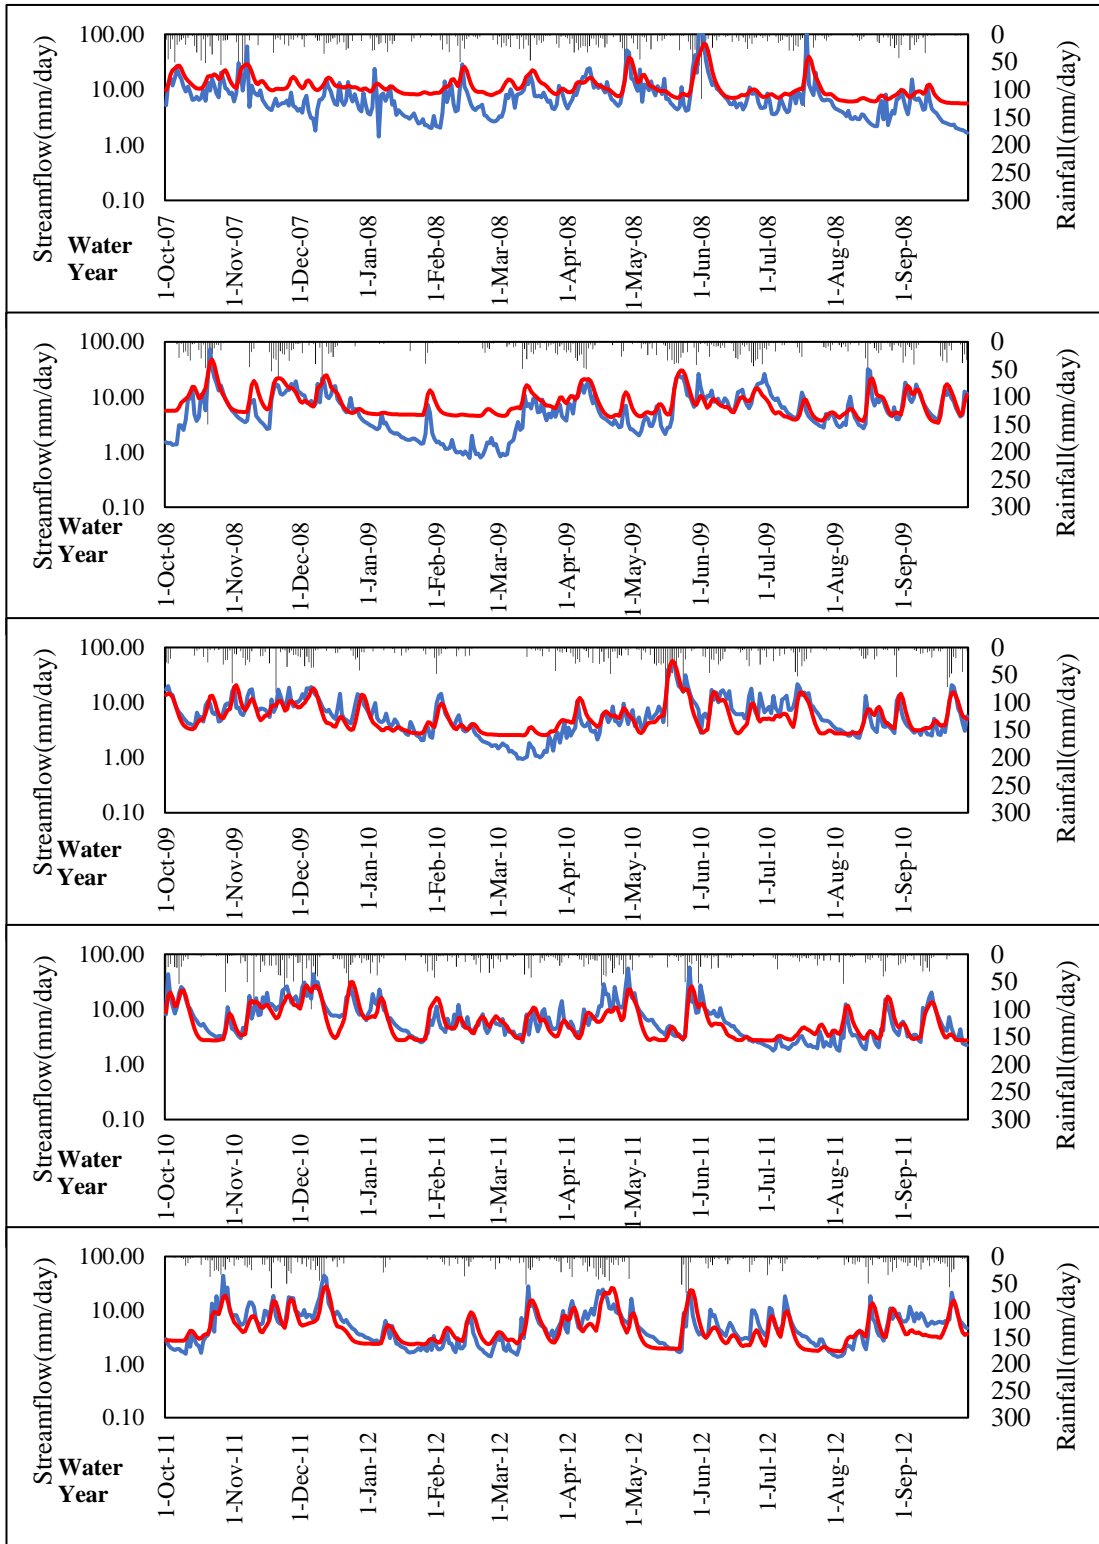 Streamflow(mm/day)
100.00
10.00
1.00
0.10
0
50
100
150
200
250
300
Rainfall(mm/day)
Water
Year
1-Oct-07
1-Nov-07
1-Dec-07
1-Jan-08
1-Feb-08
1-Mar-08
1-Apr-08
1-May-08
1-Jun-08
1-Jul-08
1-Aug-08
1-Sep-08
Streamflow(mm/day)
100.00
10.00
1.00
0.10
0
50
100
150
200
250
300
Rainfall(mm/day)
Water
Year
1-Oct-08
1-Nov-08
1-Dec-08
1-Jan-09
1-Feb-09
1-Mar-09
1-Apr-09
1-May-09
1-Jun-09
1-Jul-09
1-Aug-09
1-Sep-09
Streamflow(mm/day)
100.00
10.00
1.00
0.10
0
50
100
150
200
250
300
Rainfall(mm/day)
Water
Year
1-Oct-09
1-Nov-09
1-Dec-09
1-Jan-10
1-Feb-10
1-Mar-10
1-Apr-10
1-May-10
1-Jun-10
1-Jul-10
1-Aug-10
1-Sep-10
Streamflow(mm/day)
100.00
10.00
1.00
0.10
0
50
100
150
200
250
300
Rainfall(mm/day)
Water
Year
1-Oct-10
1-Nov-10
1-Dec-10
1-Jan-11
1-Feb-11
1-Mar-11
1-Apr-11
1-May-11
1-Jun-11
1-Jul-11
1-Aug-11
1-Sep-11
Streamflow(mm/day)
100.00
10.00
1.00
0.10
0
50
100
150
200
250
300
Rainfall(mm/day)
Water
Year
1-Oct-11
1-Nov-11
1-Dec-11
1-Jan-12
1-Feb-12
1-Mar-12
1-Apr-12
1-May-12
1-Jun-12
1-Jul-12
1-Aug-12
1-Sep-12